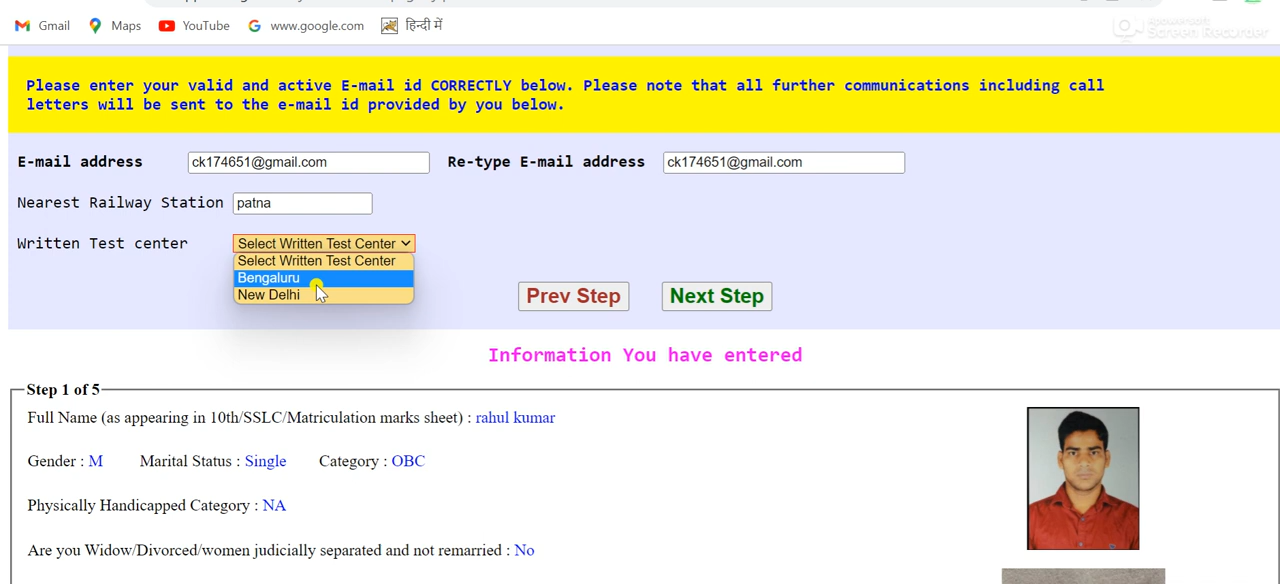 Gmail Maps YouTube www.google.com हिन्दी में
Apowersoft
Screen Recorder
Please enter your valid and active E-mail id CORRECTLY below. Please note that all further communications including call
letters will be sent to the e-mail id provided by you below.
E-mail address ck174651@gmail.com Re-type E-mail address ck174651@gmail.com
Nearest Railway Station patna
Written Test center Select Written Test Center
Select Written Test Center
Bengaluru
New Delhi
Prev Step Next Step
Information You have entered
Step 1 of 5
Full Name (as appearing in 10th/SSLC/Matriculation marks sheet) : rahul kumar
Gender : M Marital Status : Single Category : OBC
Physically Handicapped Category : NA
Are you Widow/Divorced/women judicially separated and not remarried : No